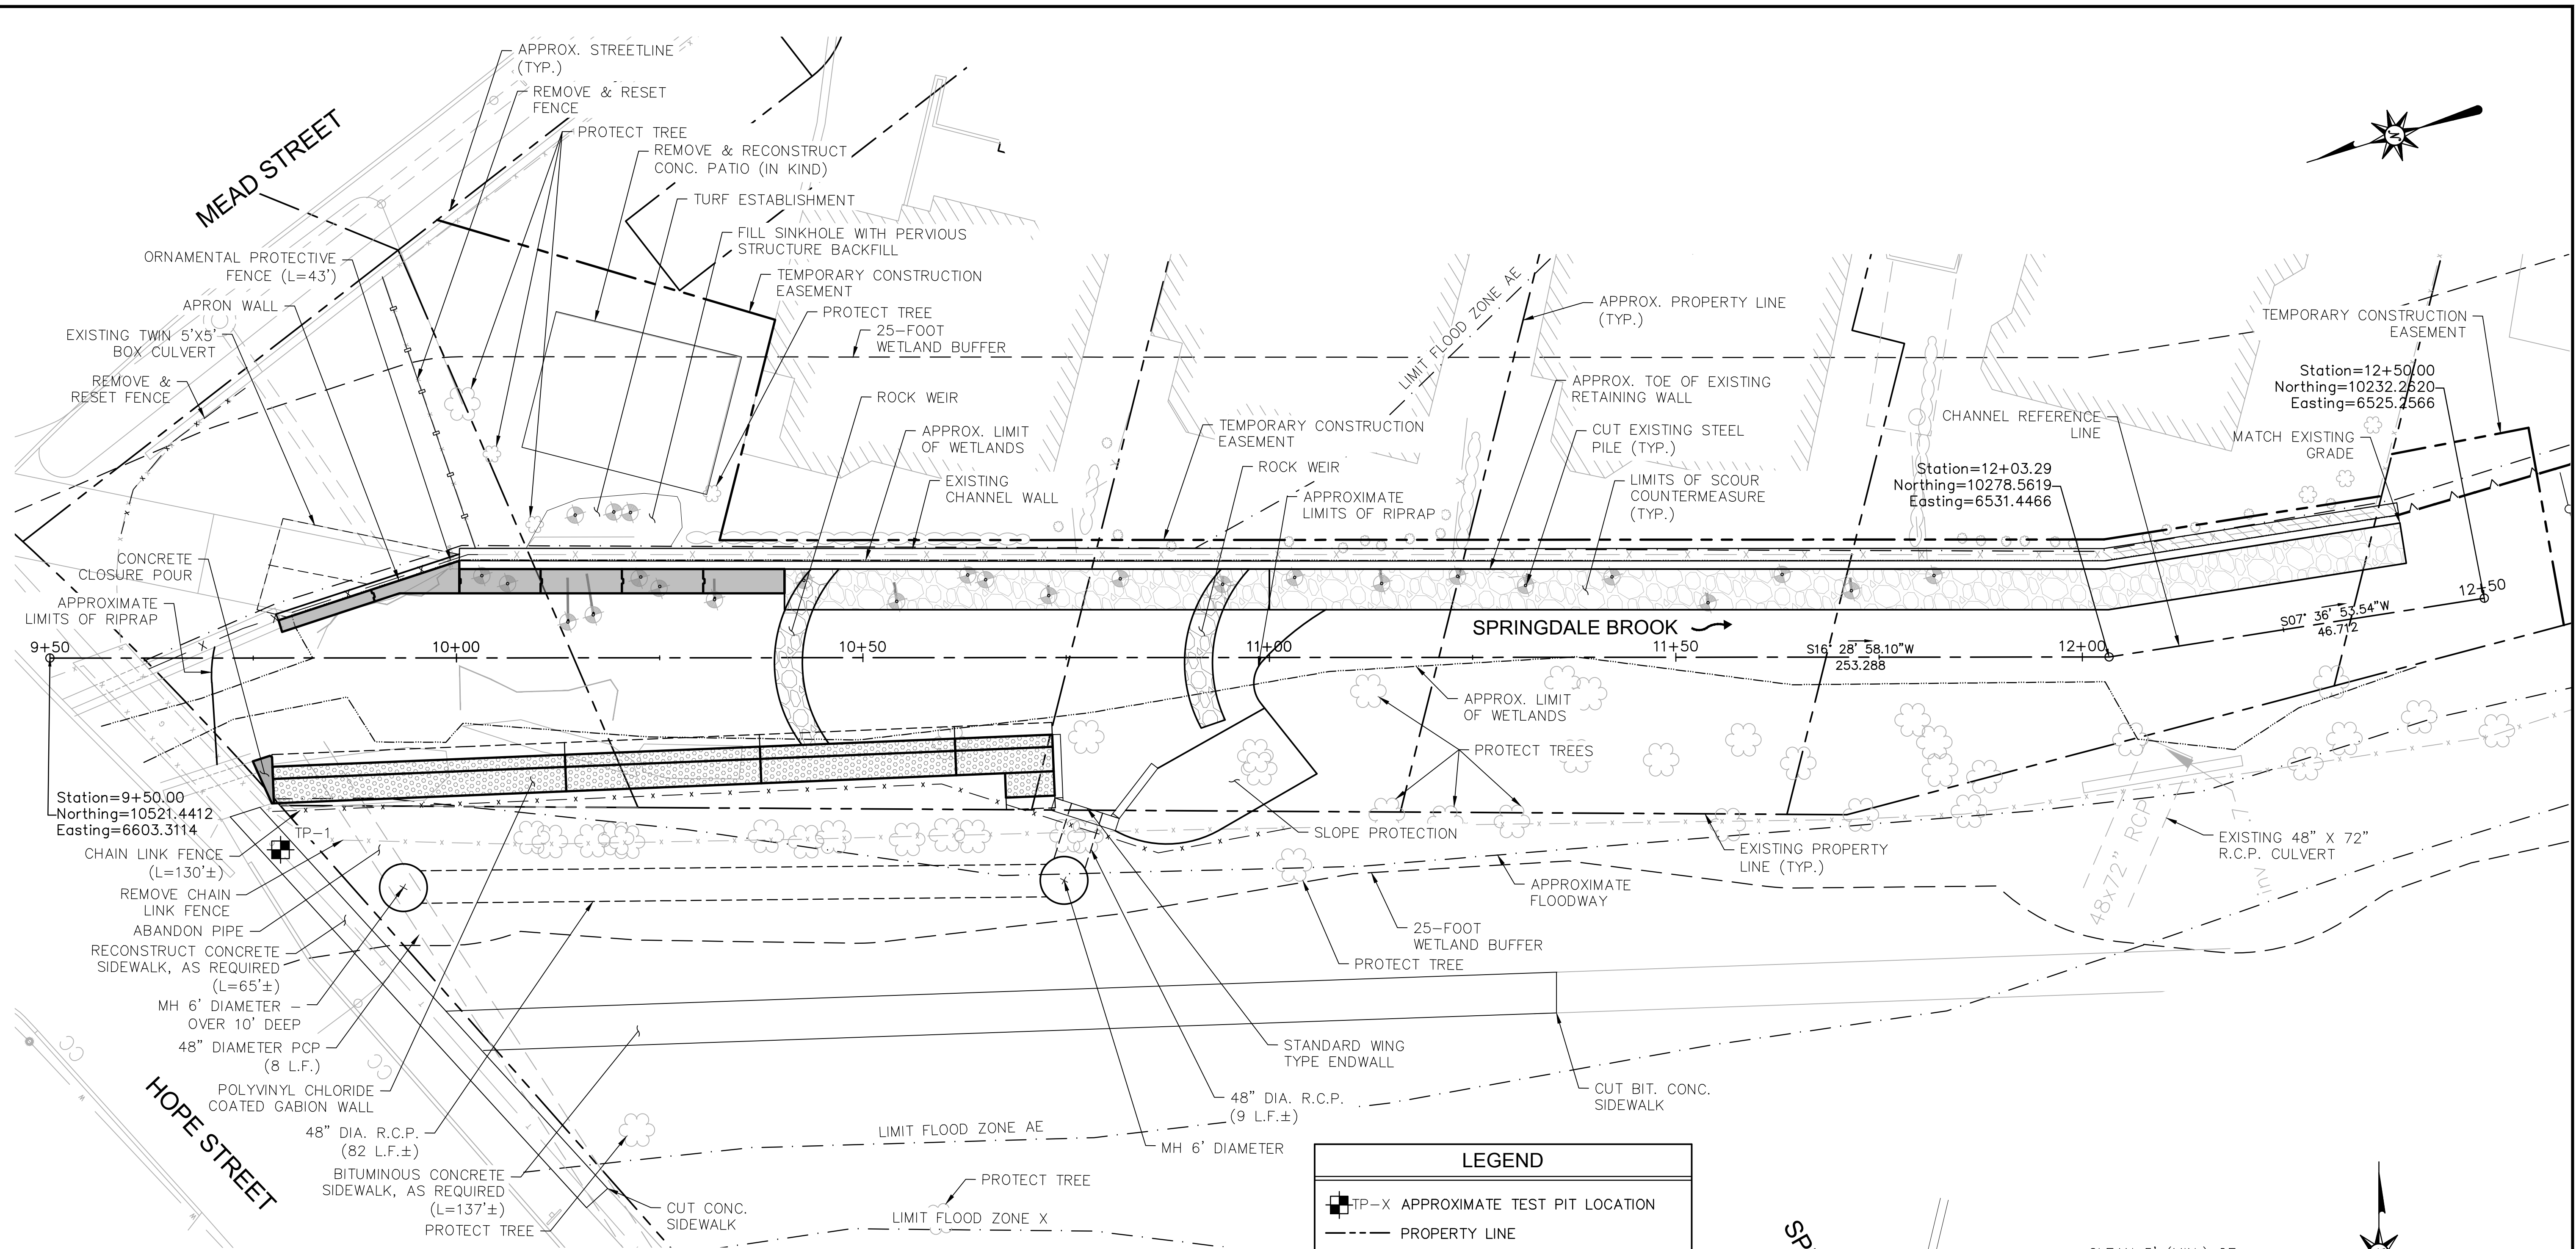 APPROX. STREETLINE
(TYP.)
REMOVE & RESET
FENCE
PROTECT TREE
REMOVE & RECONSTRUCT
CONC. PATIO (IN KIND)
TURF ESTABLISHMENT
FILL SINKHOLE WITH PERVIOUS
STRUCTURE BACKFILL
TEMPORARY CONSTRUCTION
EASEMENT
PROTECT TREE
25-FOOT
WETLAND BUFFER
MEAD STREET
ORNAMENTAL PROTECTIVE
FENCE (L=43')
APRON WALL
EXISTING TWIN 5'X5'
BOX CULVERT
REMOVE &
RESET FENCE
ROCK WEIR
APPROX. LIMIT
OF WETLANDS
EXISTING
CHANNEL WALL
TEMPORARY CONSTRUCTION
EASEMENT
ROCK WEIR
APPROXIMATE
LIMITS OF RIPRAP
LIMIT FLOOD ZONE AE
APPROX. PROPERTY LINE
(TYP.)
APPROX. TOE OF EXISTING
RETAINING WALL
CUT EXISTING STEEL
PILE (TYP.)
LIMITS OF SCOUR
COUNTERMEASURE
(TYP.)
TEMPORARY CONSTRUCTION
EASEMENT
Station=12+50.00
Northing=10232.2620
Easting=6525.2566
CHANNEL REFERENCE
LINE
MATCH EXISTING
GRADE
Station=12+03.29
Northing=10278.5619
Easting=6531.4466
N
CONCRETE
CLOSURE POUR
APPROXIMATE
LIMITS OF RIPRAP
9+50
10+00
10+50
11+00
11+50
12+00
12+50
SPRINGDALE BROOK
S16° 28' 58.10"W
253.288
S07° 36' 53.54"W
46.712
APPROX. LIMIT
OF WETLANDS
PROTECT TREES
SLOPE PROTECTION
EXISTING PROPERTY
LINE (TYP.)
APPROXIMATE
FLOODWAY
25-FOOT
WETLAND BUFFER
PROTECT TREE
EXISTING 48" X 72"
R.C.P. CULVERT
48x72" RCP
Inv
Station=9+50.00
Northing=10521.4412
Easting=6603.3114
TP-1
CHAIN LINK FENCE
(L=130'±)
REMOVE CHAIN
LINK FENCE
ABANDON PIPE
RECONSTRUCT CONCRETE
SIDEWALK, AS REQUIRED
(L=65'±)
MH 6' DIAMETER
OVER 10' DEEP
48" DIAMETER PCP
(8 L.F.)
POLYVINYL CHLORIDE
COATED GABION WALL
48" DIA. R.C.P.
(82 L.F.±)
BITUMINOUS CONCRETE
SIDEWALK, AS REQUIRED
(L=137'±)
PROTECT TREE
HOPE STREET
CC
CC
CUT CONC.
SIDEWALK
LIMIT FLOOD ZONE AE
PROTECT TREE
LIMIT FLOOD ZONE X
STANDARD WING
TYPE ENDWALL
48" DIA. R.C.P.
(9 L.F.±)
MH 6' DIAMETER
CUT BIT. CONC.
SIDEWALK
LEGEND
TP-X APPROXIMATE TEST PIT LOCATION
PROPERTY LINE